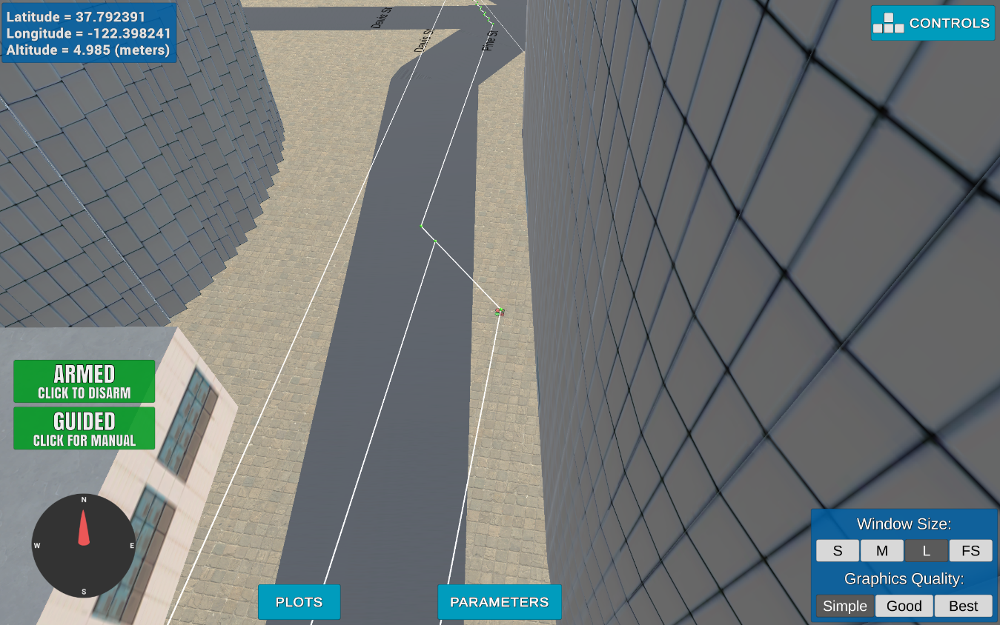 Latitude = 37.792391
Longitude = -122.398241
Altitude = 4.985 (meters)
CONTROLS
Davis St
Davis St
Pine St
ARMED
CLICK TO DISARM
GUIDED
CLICK FOR MANUAL
N
W
E
S
PLOTS
PARAMETERS
Window Size:
S M L FS
Graphics Quality:
Simple Good Best